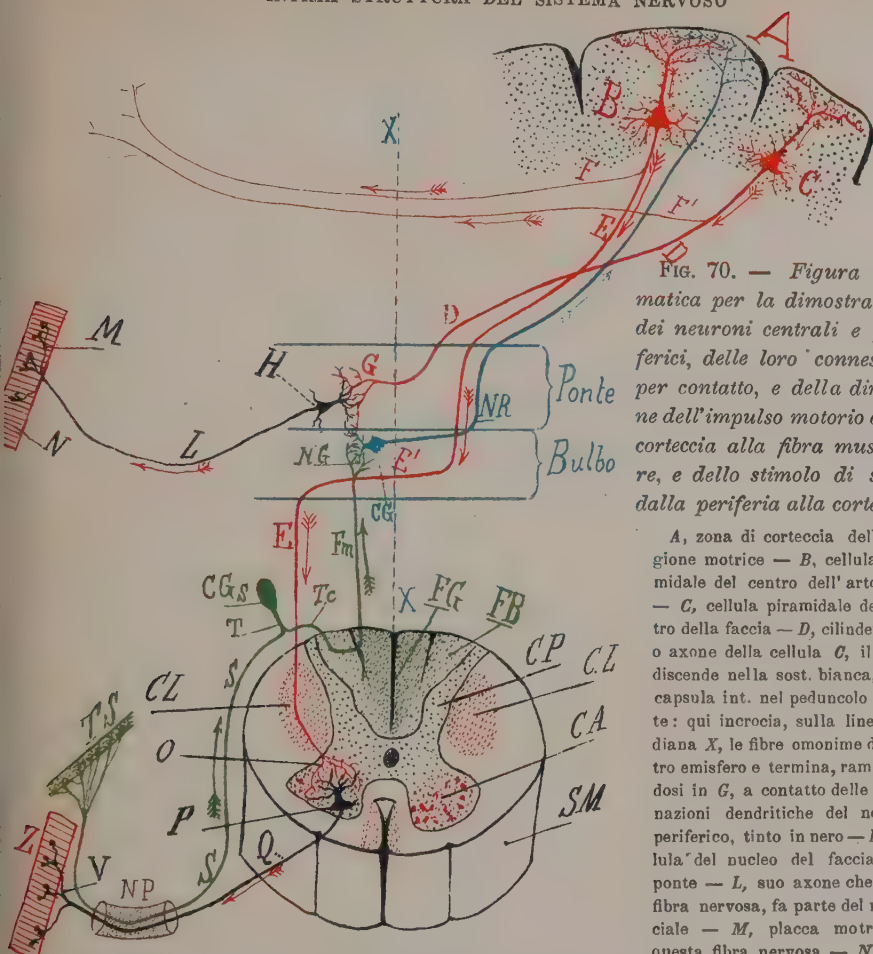 STRUTTURA DEL SISTEMA NERVOSO
A
X
B
C
F
F'
E
D
D
FIG. 70. — Figura
matica per la dimostra
dei neuroni centrali e
ferici, delle loro connes
per contatto, e della dir
ne dell'impulso motorio
corteccia alla fibra mus
re, e dello stimolo di s
dalla periferia alla corte
M
H
G
NR
Ponte
N
L
NG
E'
Bulbo
CG
E
Fm
A, zona di corteccia dell
gione motrice — B, cellula
midale del centro dell'arto
— C, cellula piramidale de
tro della faccia — D, cilinde
o axone della cellula C, il
discende nella sost. bianca,
capsula int. nel peduncolo
te: qui incrocia, sulla line
diana X, le fibre omonime d
tro emisfero e termina, ram
dosi in G, a contatto delle
nazioni dendritiche del ne
periferico, tinto in nero —
lula del nucleo del faccia
ponte — L, suo axone che
fibra nervosa, fa parte del
ciale — M, placca motr
questa fibra nervosa — N
CGs
Tc
T
X
FG
FB
CP
CL
CL
S
TS
O
CA
P
SM
Z
V
NP
S
Q